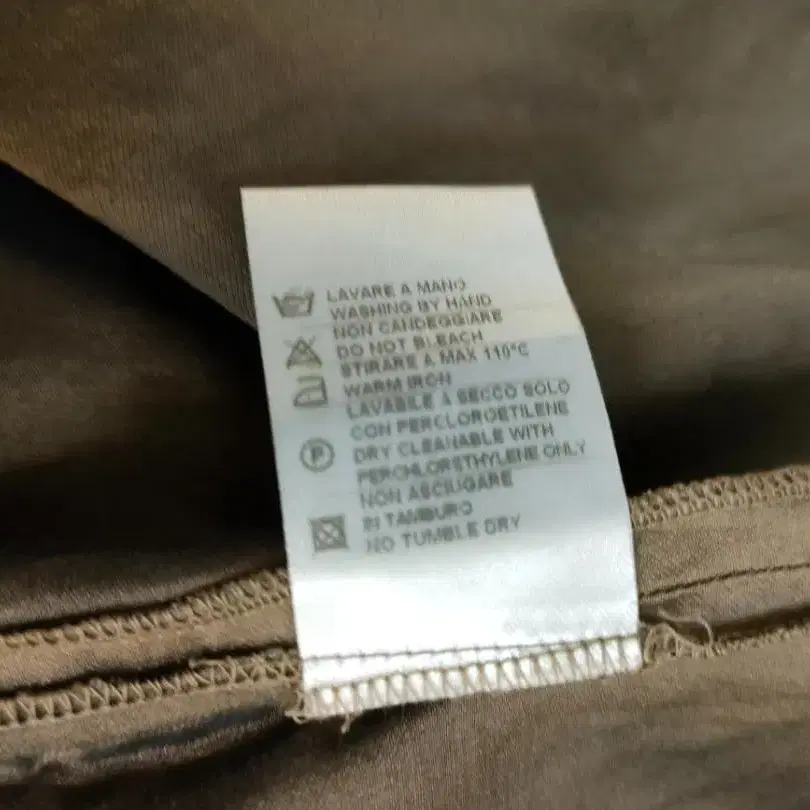 LAVARE A MANO
WASHING BY HAND
NON CANDEGGIARE
DO NOT BLEACH
STIRARE A MAX 110°C
WARM IRON
LAVABILE A SECCO SOLO
CON PERCLOROETILENE
DRY CLEANABLE WITH
PERCHLORETHYLENE ONLY
NON ASCIUGARE
IN TAMBURO
NO TUMBLE DRY
P